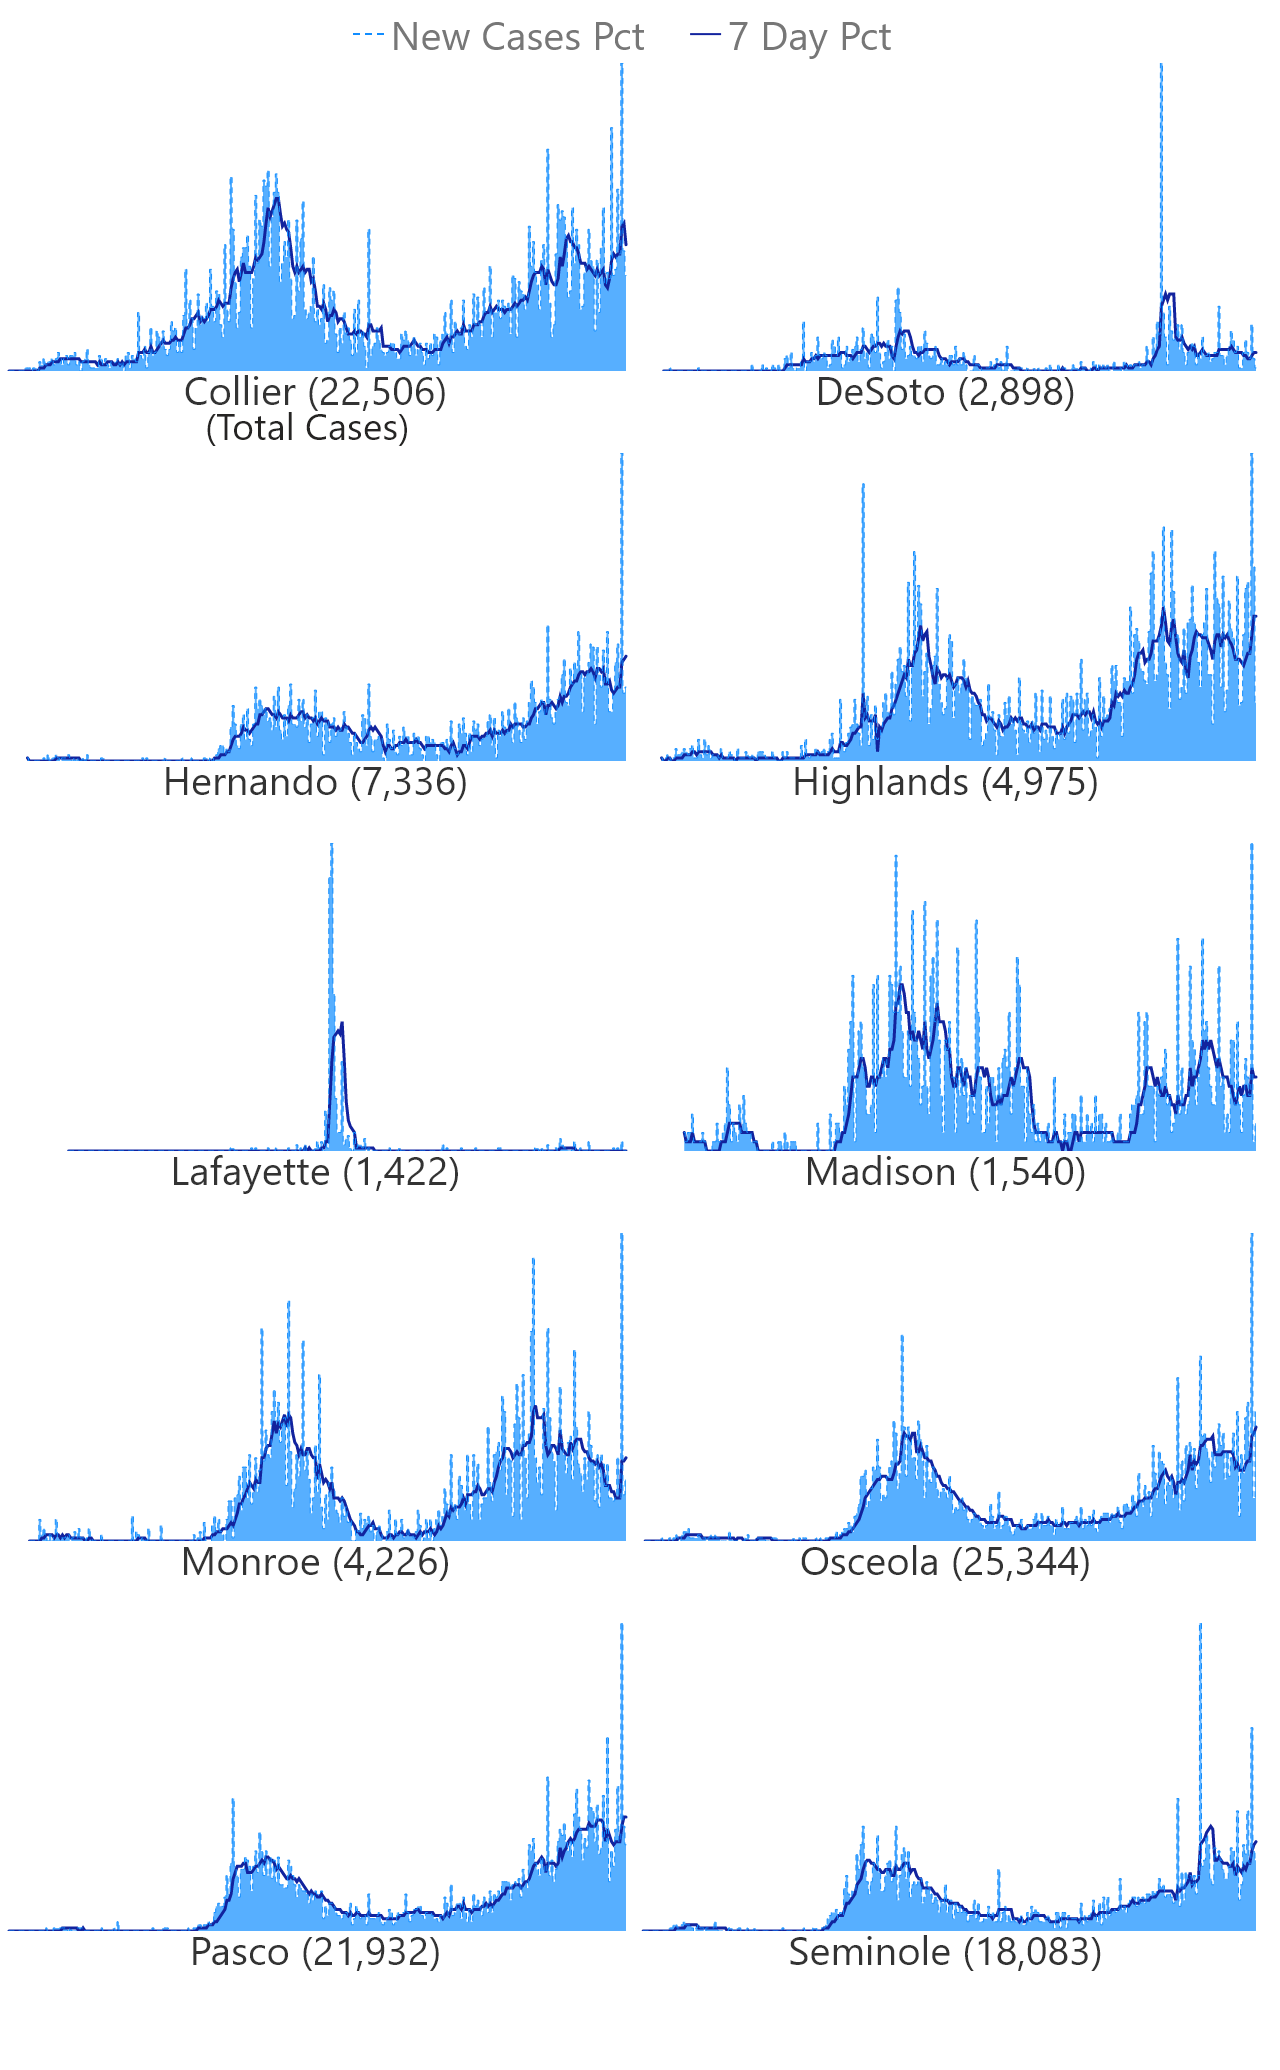 New Cases Pct 7 Day Pct
Collier (22,506) DeSoto (2,898)
(Total Cases)
Hernando (7,336) Highlands (4,975)
Lafayette (1,422) Madison (1,540)
Monroe (4,226) Osceola (25,344)
Pasco (21,932) Seminole (18,083)